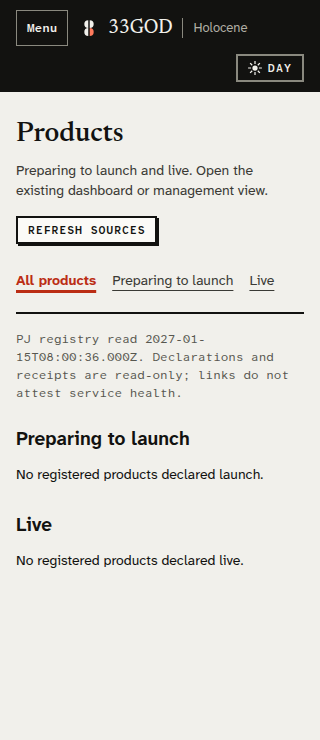 Menu
33GOD
Holocene
DAY
Products
Preparing to launch and live. Open the
existing dashboard or management view.
REFRESH SOURCES
All products Preparing to launch Live
PJ registry read 2027-01-
15T08:00:36.000Z. Declarations and
receipts are read-only; links do not
attest service health.
Preparing to launch
No registered products declared launch.
Live
No registered products declared live.